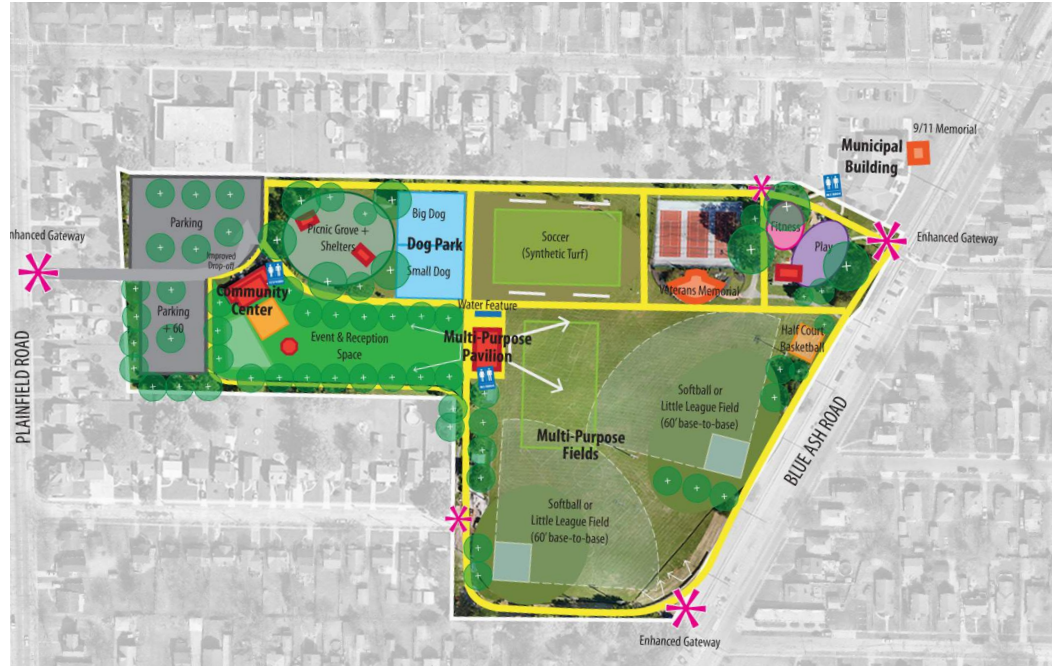 9/11 Memorial
Municipal
Building
Parking
Picnic Grove +
Shelters
Big Dog
Dog Park
Small Dog
Soccer
(Synthetic Turf)
Fitness
Play
Enhanced Gateway
nhanced Gateway
Improved
Drop-off
Community
Center
Veterans Memorial
Parking
+ 60
Water Feature
Event & Reception
Space
Multi-Purpose
Pavilion
Half Court
Basketball
PLAINFIELD ROAD
Softball or
Little League Field
(60' base-to-base)
BLUE ASH ROAD
Multi-Purpose
Fields
Softball or
Little League Field
(60' base-to-base)
Enhanced Gateway